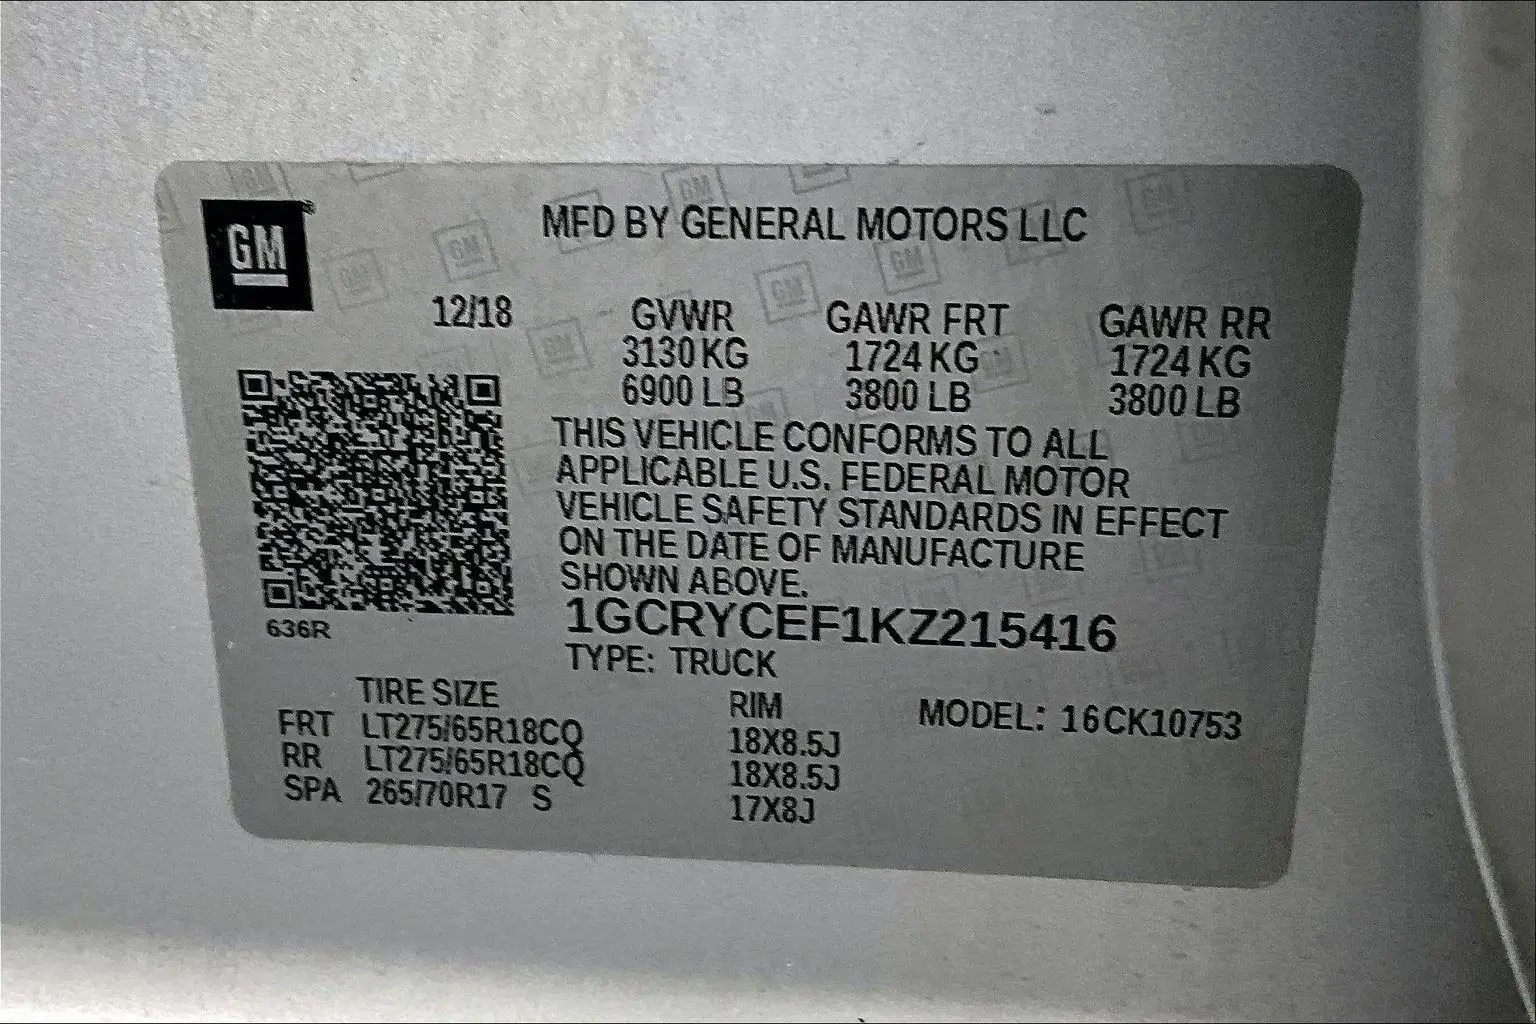 GM
MFD BY GENERAL MOTORS LLC
12/18 GVWR GAWR FRT GAWR RR
3130 KG 1724 KG 1724 KG
6900 LB 3800 LB 3800 LB
THIS VEHICLE CONFORMS TO ALL
APPLICABLE U.S. FEDERAL MOTOR
VEHICLE SAFETY STANDARDS IN EFFECT
ON THE DATE OF MANUFACTURE
SHOWN ABOVE.
1GCRYCEF1KZ215416
636R
TYPE: TRUCK
TIRE SIZE RIM MODEL: 16CK10753
FRT LT275/65R18CQ 18X8.5J
RR LT275/65R18CQ 18X8.5J
SPA 265/70R17 S 17X8J